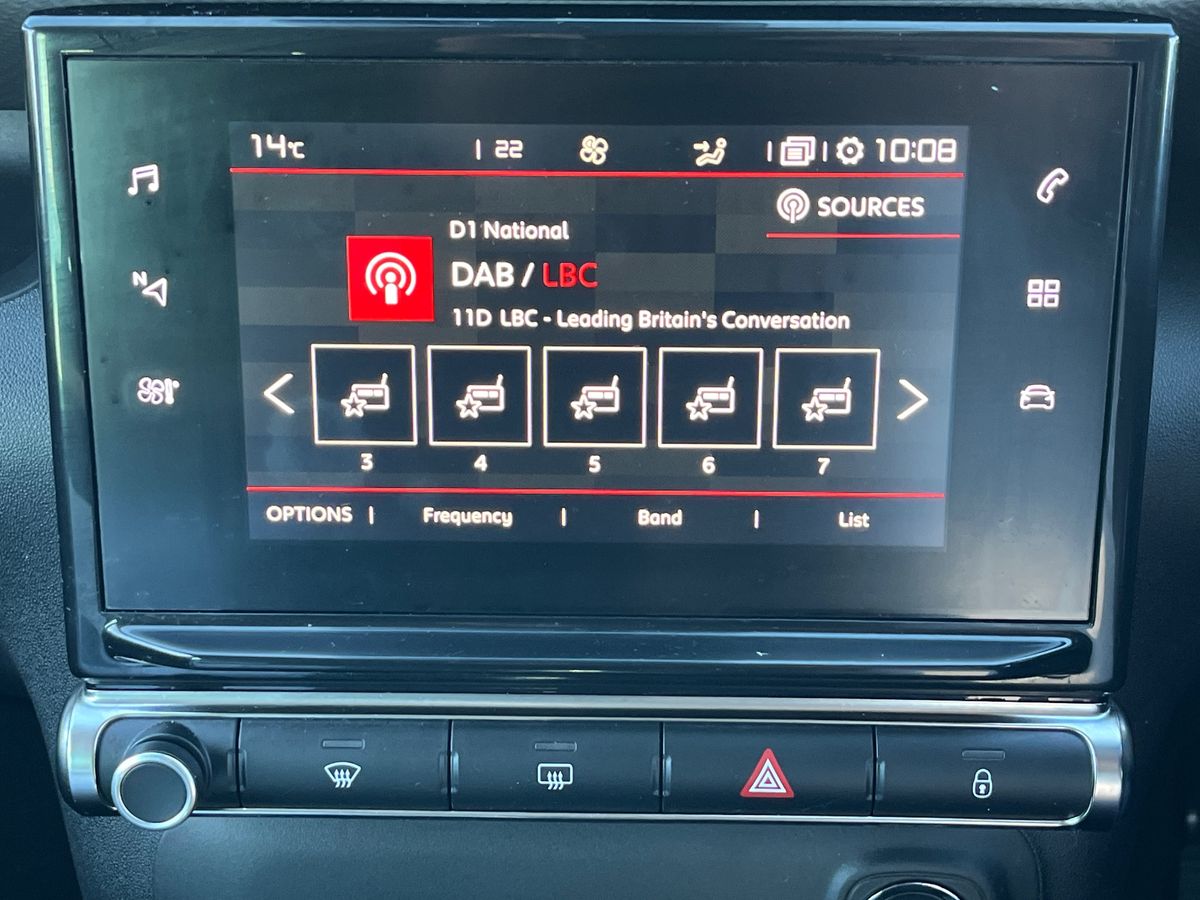 14°C | 22 | | 10:08
SOURCES
D1 National
DAB / LBC
11D LBC - Leading Britain's Conversation
N
3 4 5 6 7
OPTIONS | Frequency | Band | List